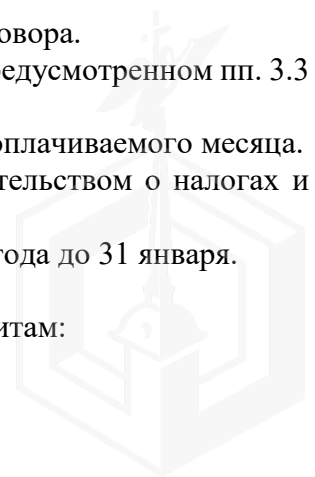 овора.
едусмотренном пп. 3.3
оплачиваемого месяца.
тельством о налогах и
года до 31 января.
итам: